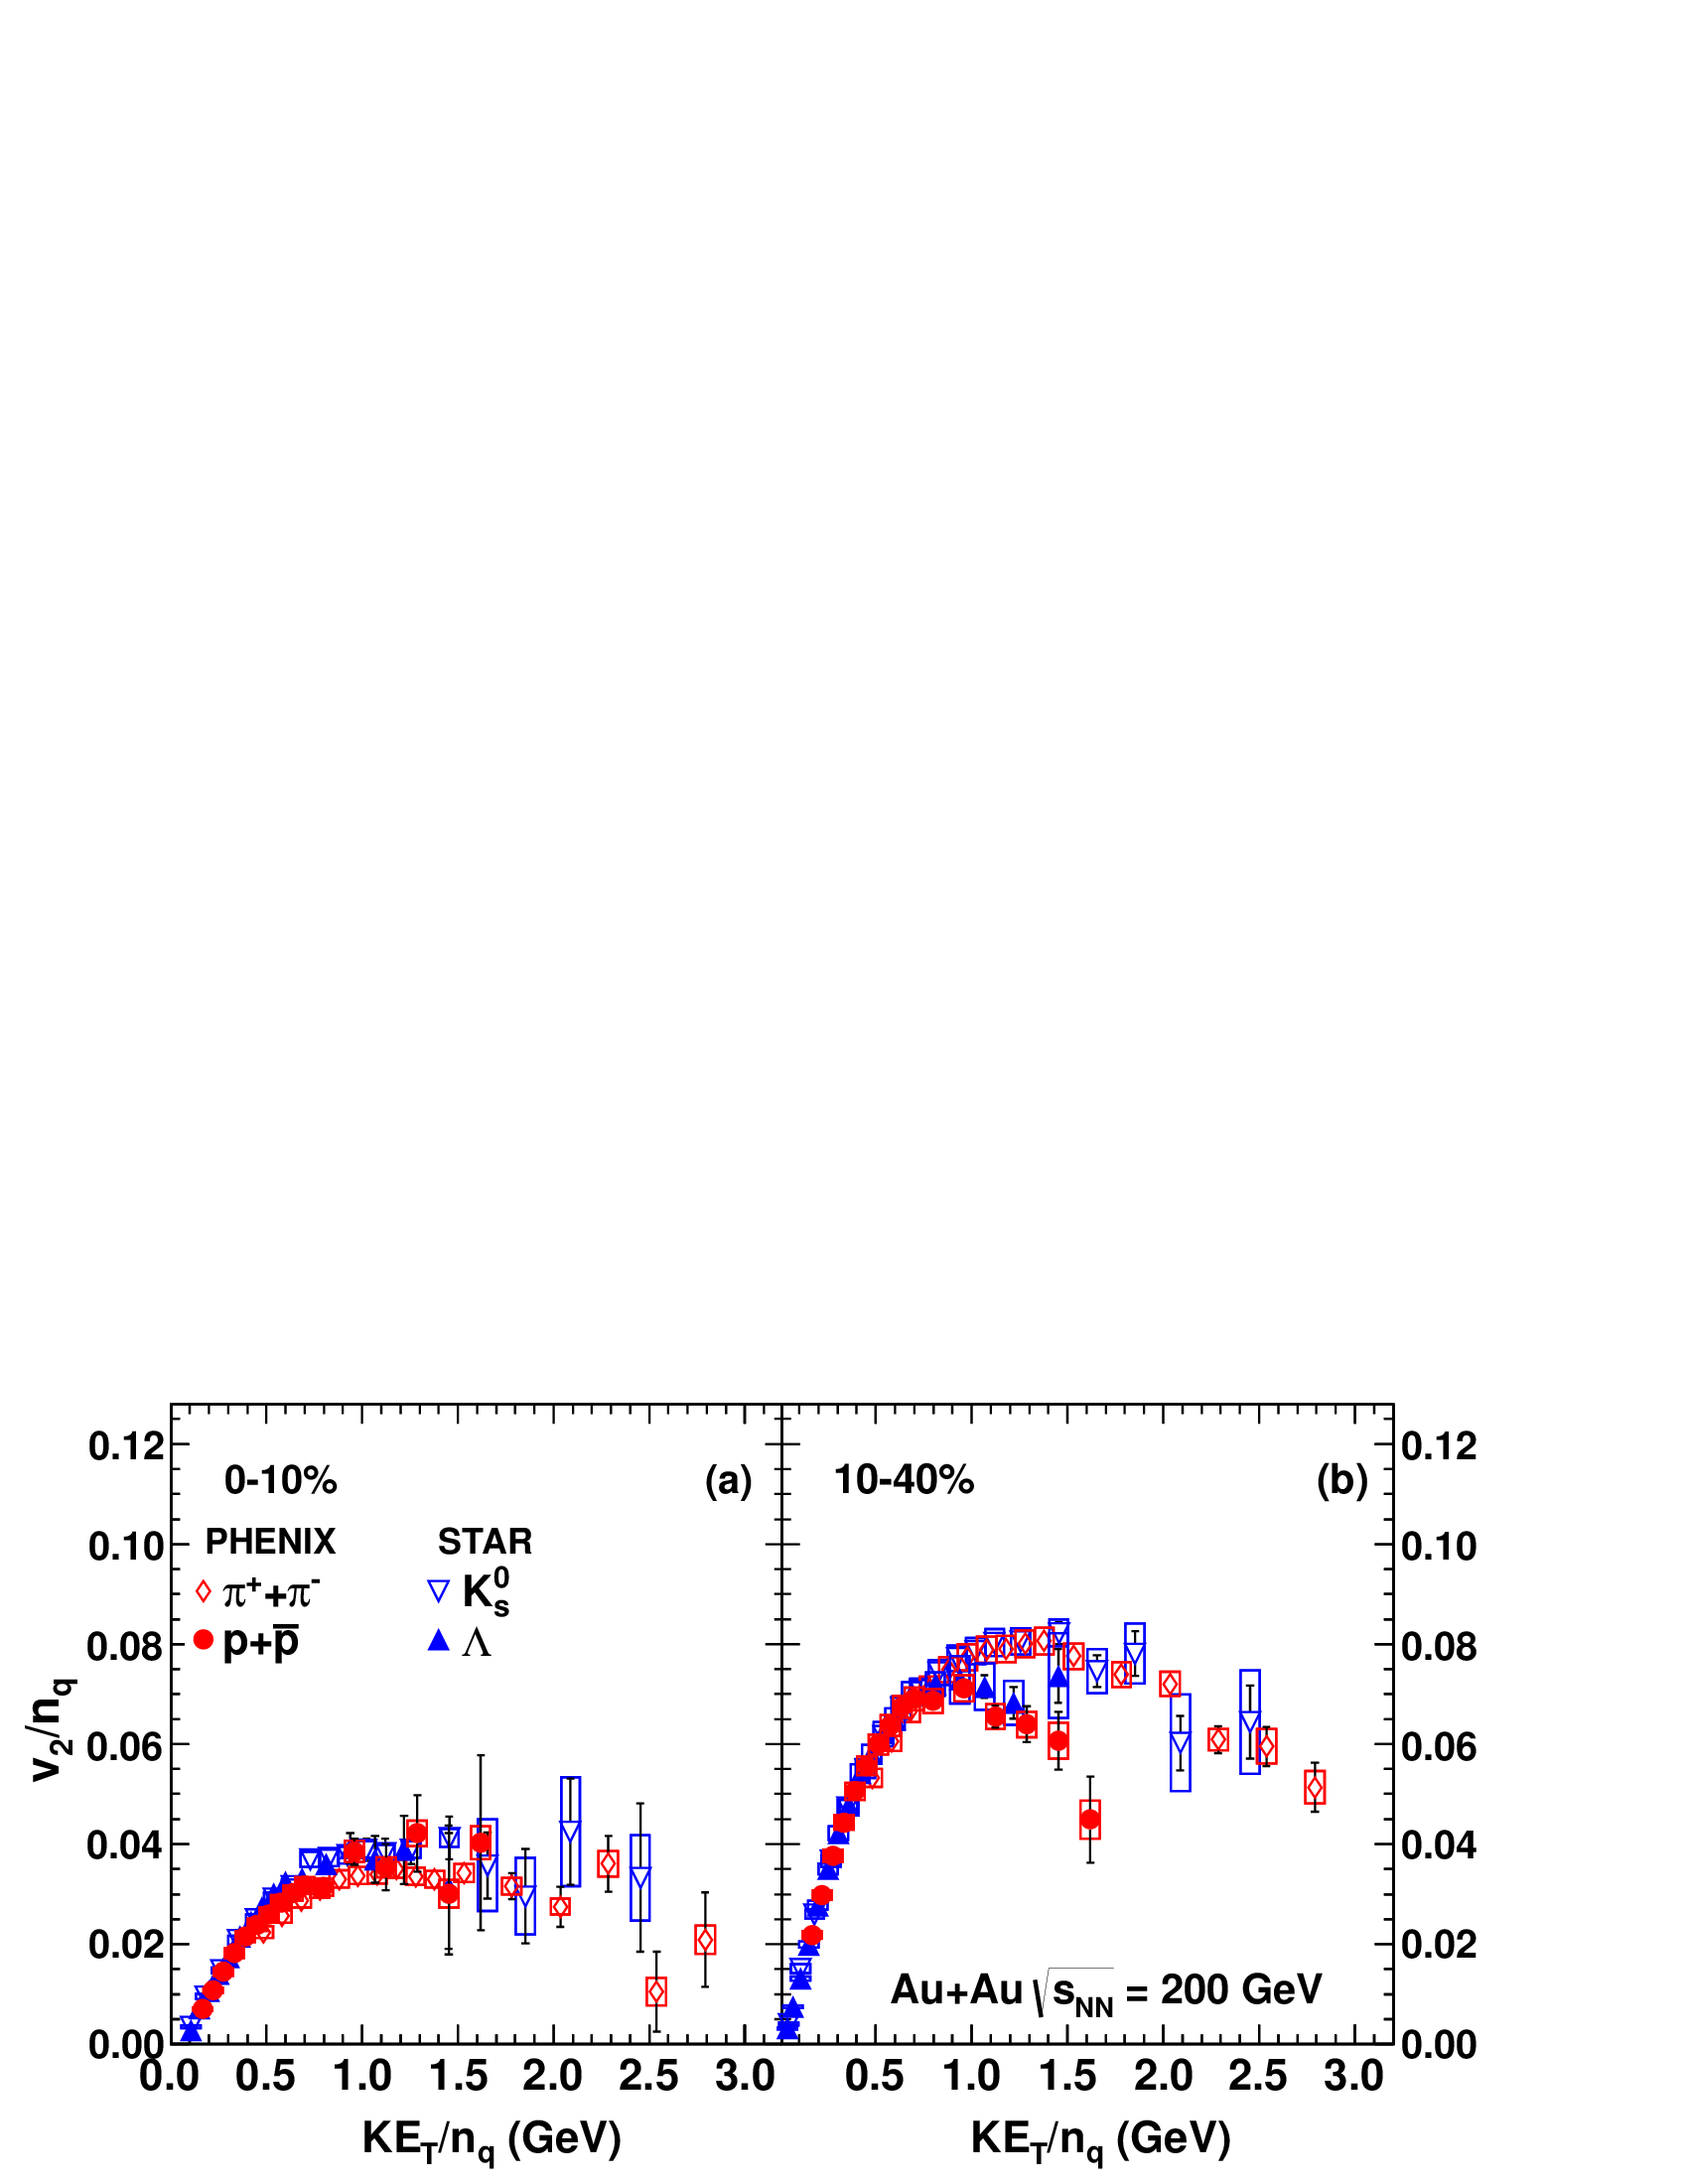 0.12
0.10
0.08
0.06
0.04
0.02
0.00
v2/nq
0-10% (a)
PHENIX STAR
π⁺+π⁻ K⁰s
p+p̅ Λ
0.0 0.5 1.0 1.5 2.0 2.5 3.0
KET/nq (GeV)
10-40% (b)
Au+Au √sNN = 200 GeV
0.5 1.0 1.5 2.0 2.5 3.0
KET/nq (GeV)
0.12
0.10
0.08
0.06
0.04
0.02
0.00